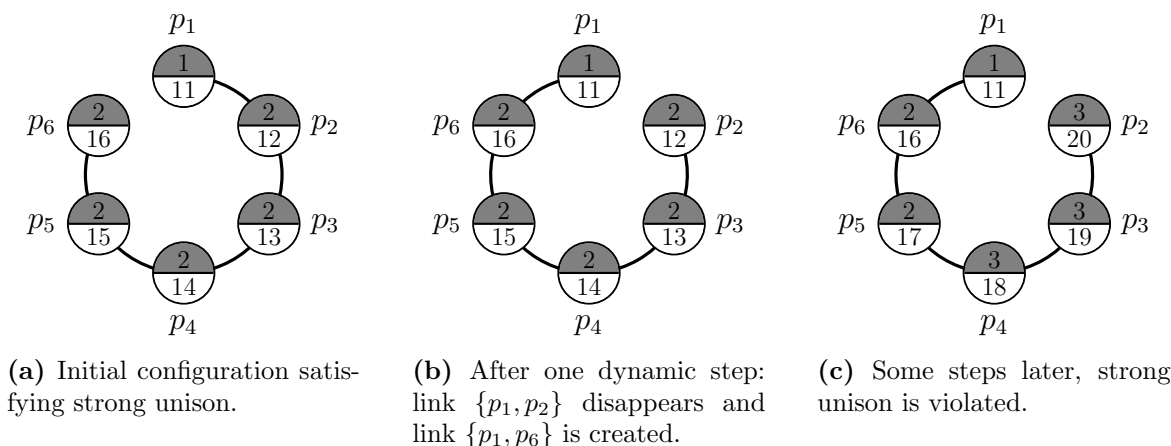 p1
1
11
p6
2
16
2
12
p2
p5
2
15
2
13
p3
2
14
p4
(a) Initial configuration satis-
fying strong unison.
p1
1
11
p6
2
16
2
12
p2
p5
2
15
2
13
p3
2
14
p4
(b) After one dynamic step:
link {p1, p2} disappears and
link {p1, p6} is created.
p1
1
11
p6
2
16
3
20
p2
p5
2
17
3
19
p3
3
18
p4
(c) Some steps later, strong
unison is violated.